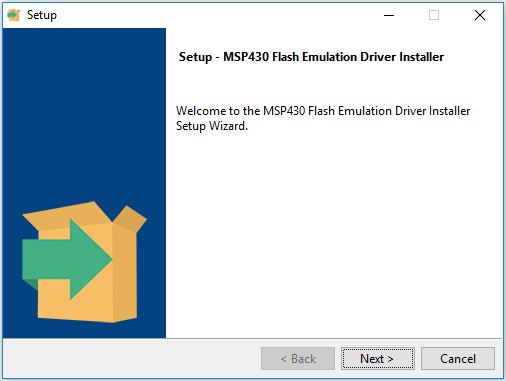 Setup
Setup - MSP430 Flash Emulation Driver Installer
Welcome to the MSP430 Flash Emulation Driver Installer
Setup Wizard.
< Back
Next >
Cancel